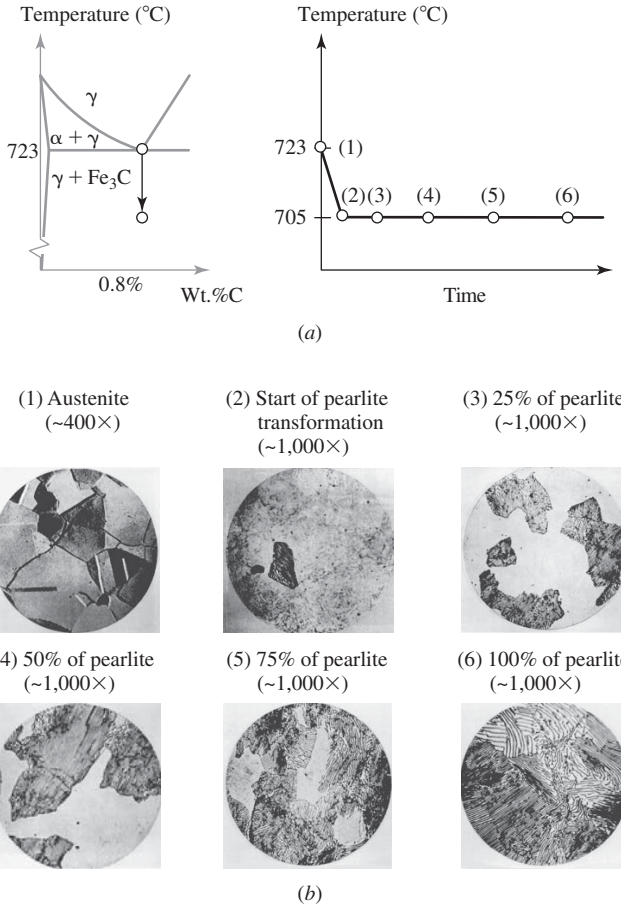 Temperature (°C)
Temperature (°C)
γ
α + γ
723
γ + Fe₃C
0.8%
Wt.%C
723
(1)
(2) (3) (4) (5) (6)
705
Time
(a)
(1) Austenite
(~400×)
(2) Start of pearlite
transformation
(~1,000×)
(3) 25% of pearlite
(~1,000×)
4) 50% of pearlite
(~1,000×)
(5) 75% of pearlite
(~1,000×)
(6) 100% of pearlite
(~1,000×)
(b)